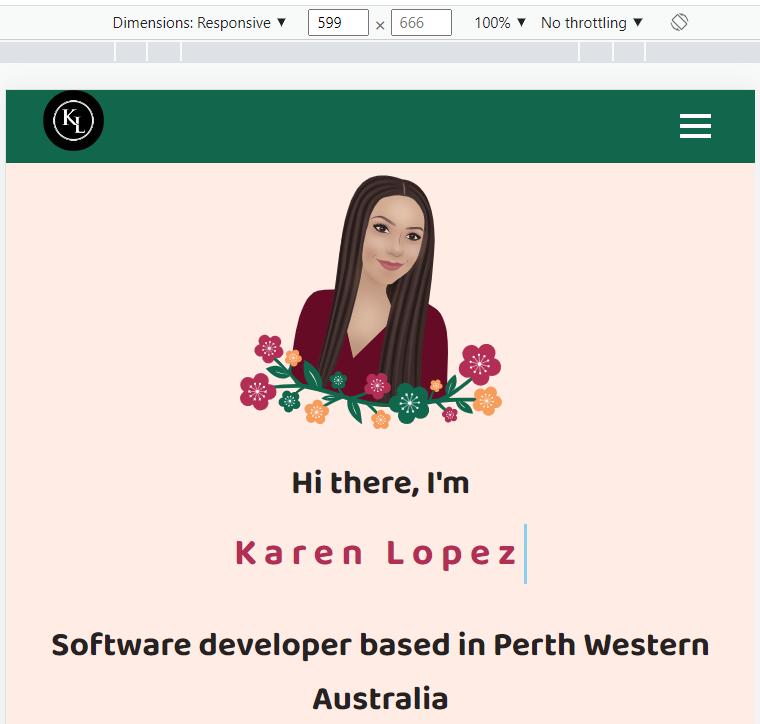 Dimensions: Responsive ▼ 599 × 666 100% ▼ No throttling ▼
KL
Hi there, I'm
Karen Lopez
Software developer based in Perth Western
Australia